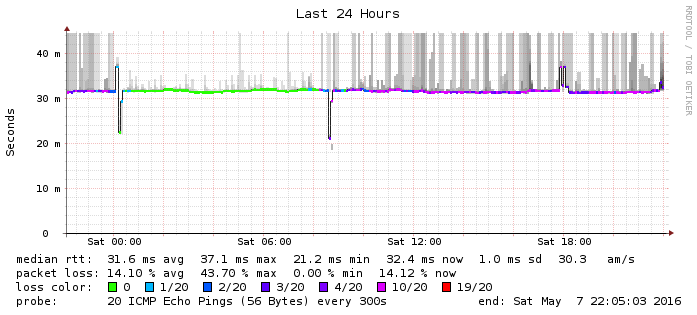 Last 24 Hours
RRDTOOL / TOBI OETIKER
Seconds
40 m
30 m
20 m
10 m
0
Sat 00:00 Sat 06:00 Sat 12:00 Sat 18:00
median rtt: 31.6 ms avg 37.1 ms max 21.2 ms min 32.4 ms now 1.0 ms sd 30.3 am/s
packet loss: 14.10 % avg 43.70 % max 0.00 % min 14.12 % now
loss color: 0 1/20 2/20 3/20 4/20 10/20 19/20
probe: 20 ICMP Echo Pings (56 Bytes) every 300s end: Sat May 7 22:05:03 2016